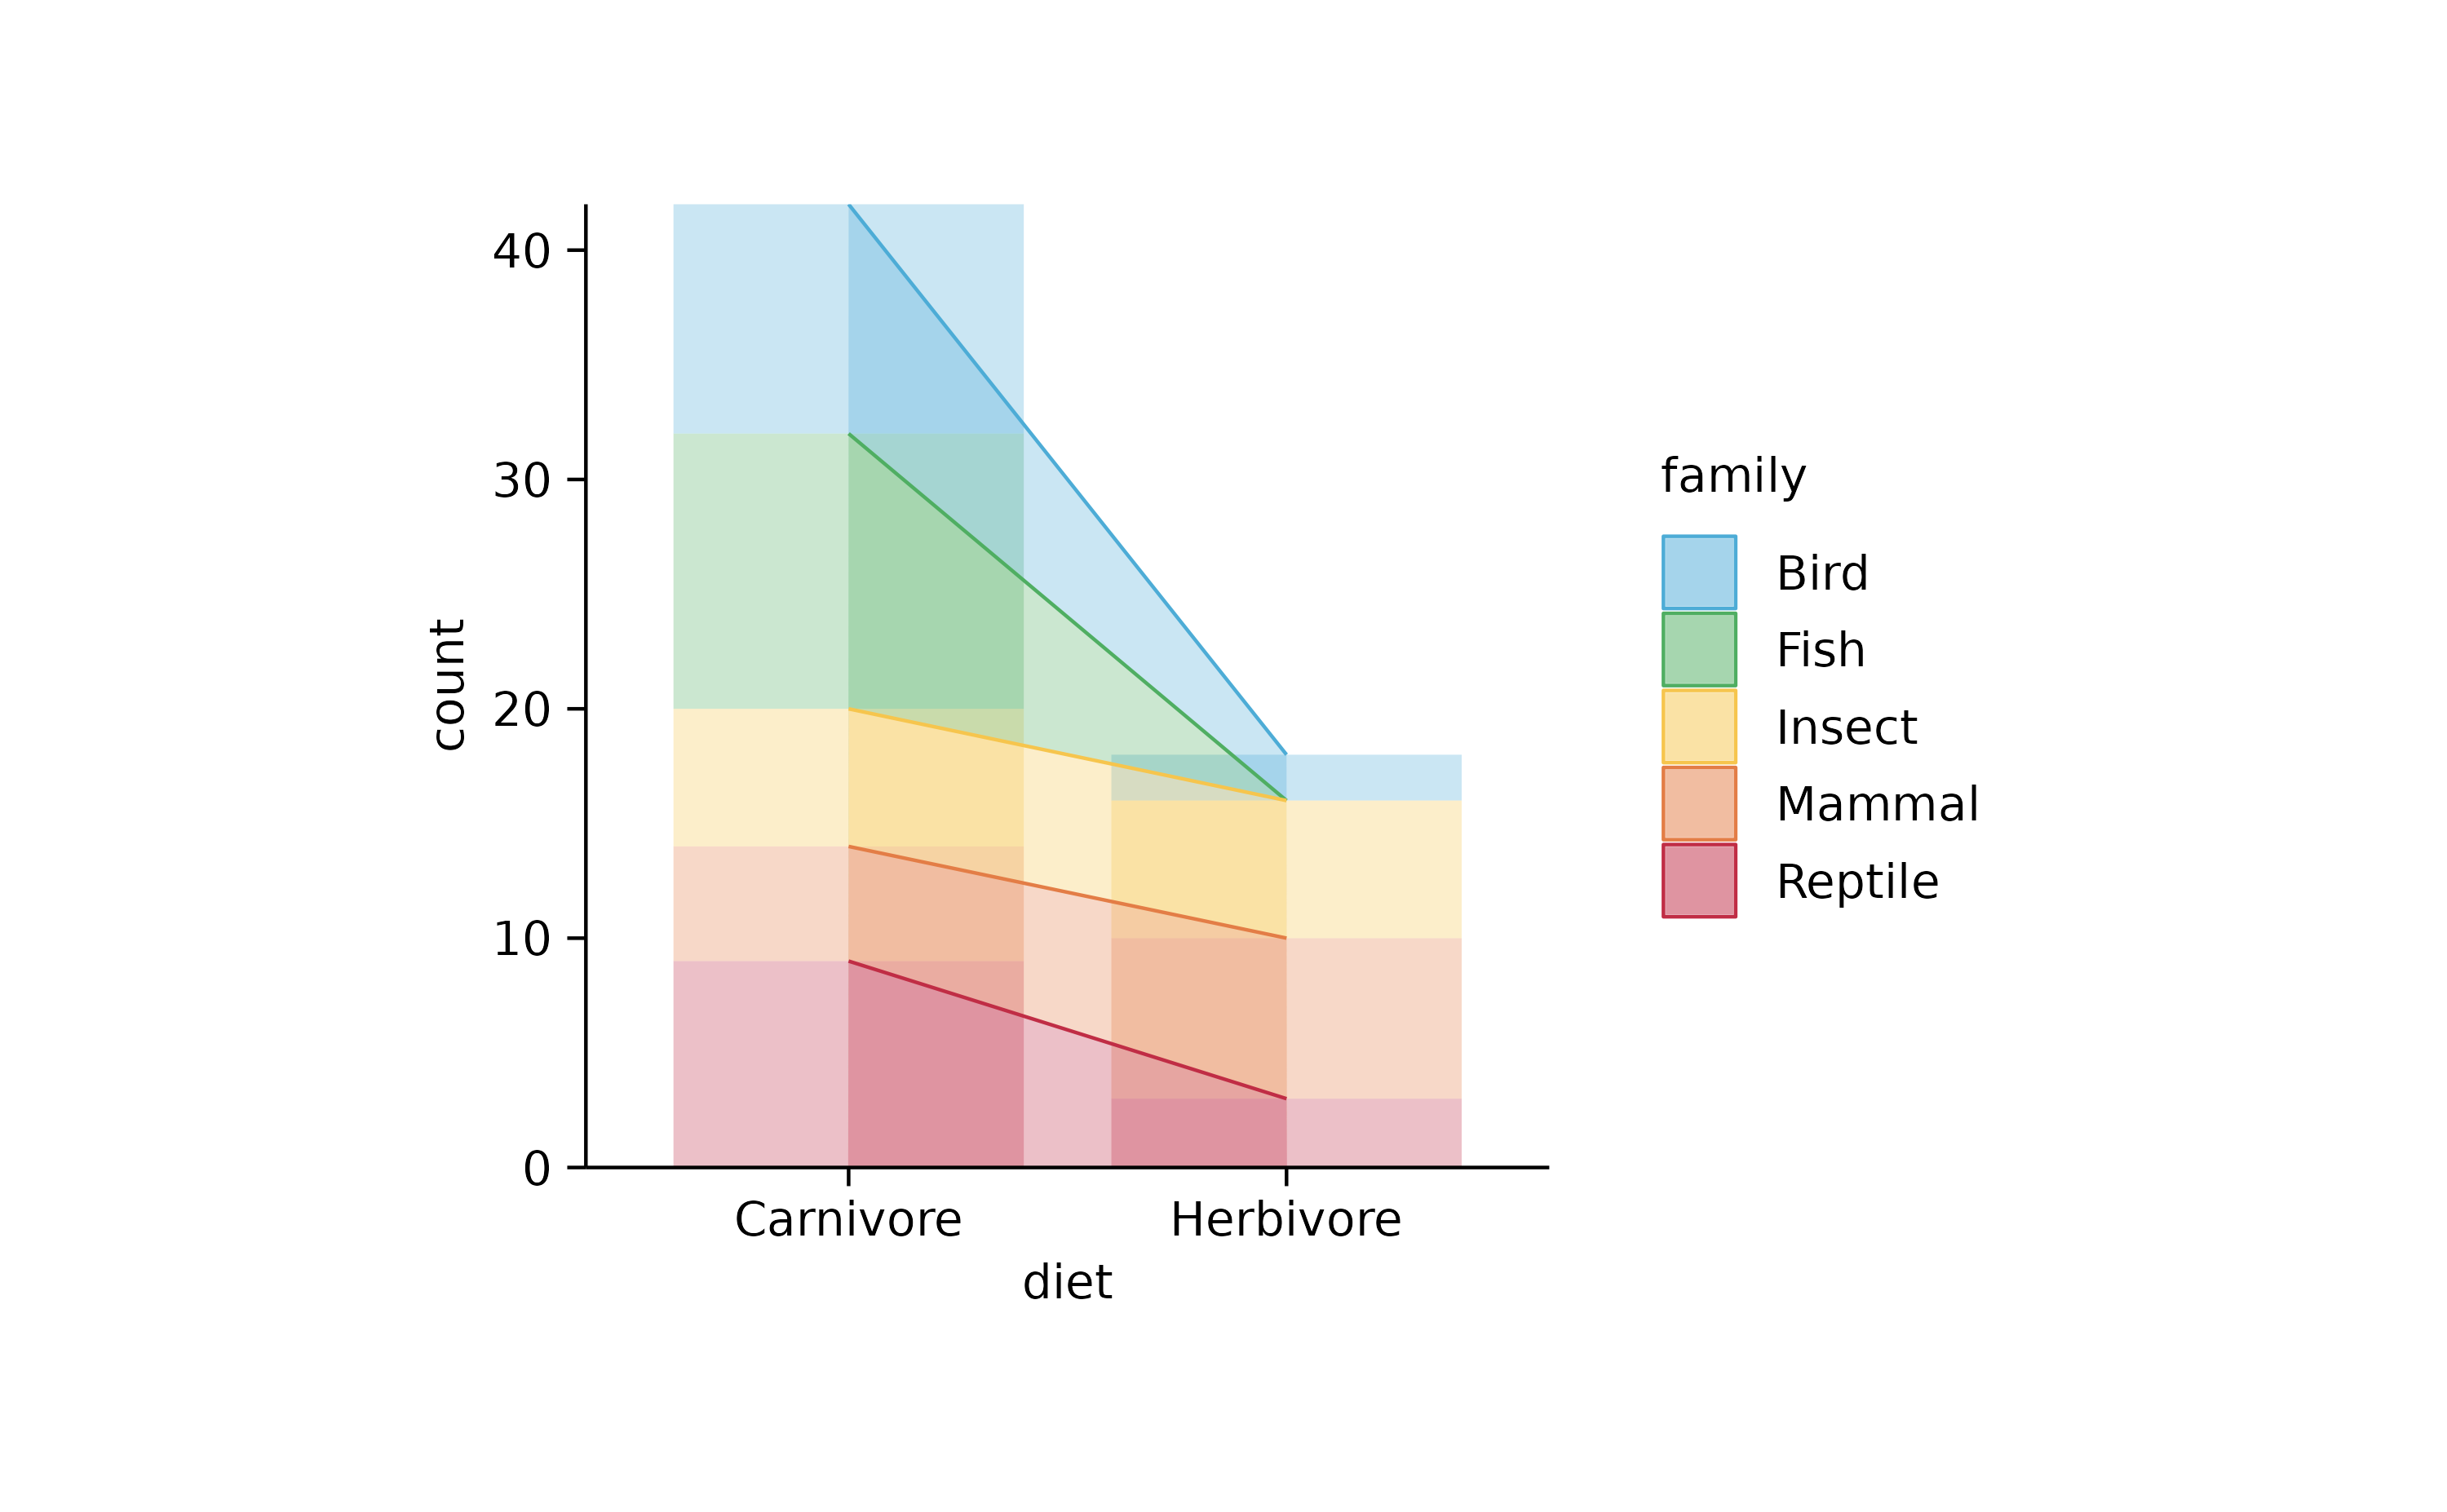 40
30
20
10
0
count
Carnivore
Herbivore
diet
family
Bird
Fish
Insect
Mammal
Reptile